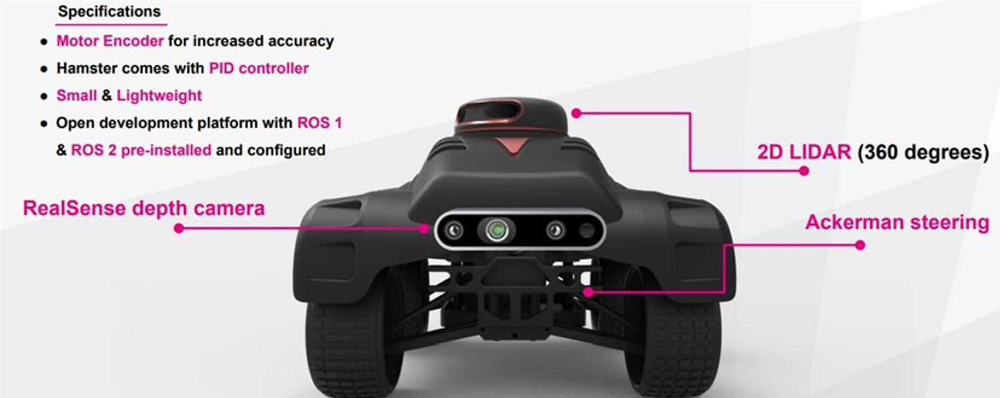 Specifications
● Motor Encoder for increased accuracy
● Hamster comes with PID controller
● Small & Lightweight
● Open development platform with ROS 1
& ROS 2 pre-installed and configured
2D LIDAR (360 degrees)
RealSense depth camera
Ackerman steering